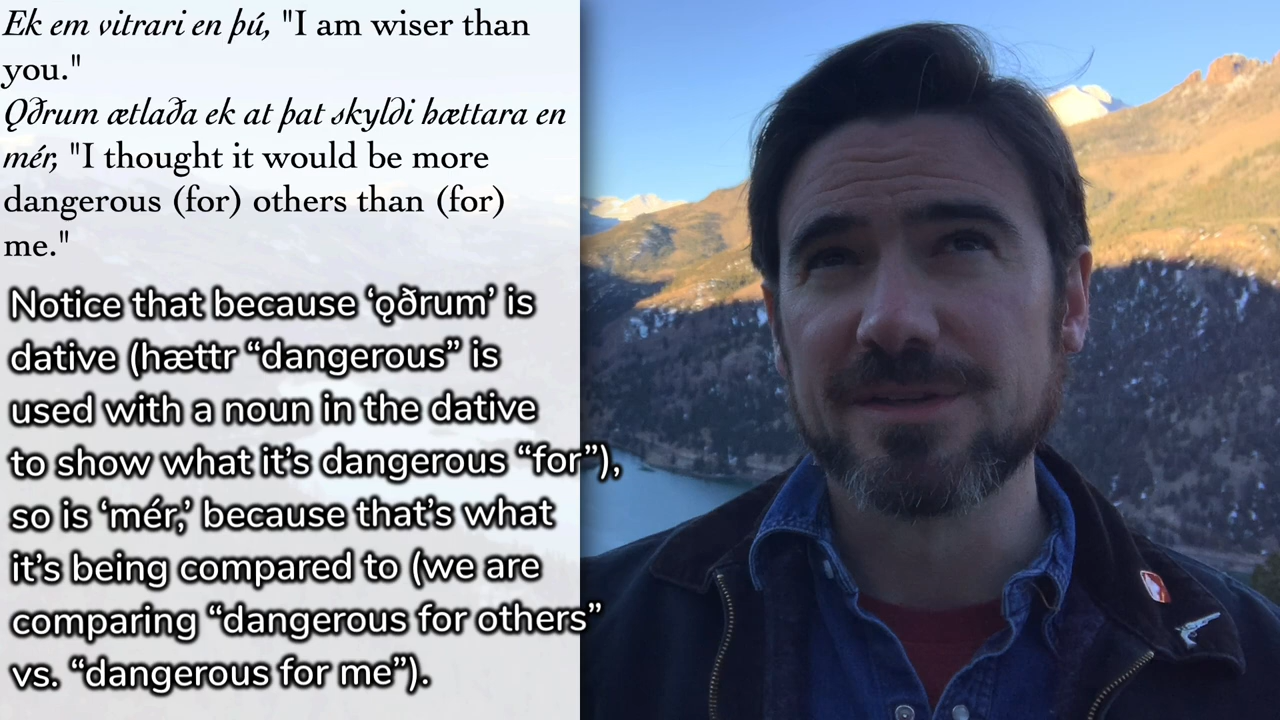 Ek em vitrari en þú, "I am wiser than
you."
Ǫðrum ætlaða ek at þat skyldi hættara en
mér, "I thought it would be more
dangerous (for) others than (for)
me."
Notice that because ‘ǫðrum’ is
dative (hættr “dangerous” is
used with a noun in the dative
to show what it’s dangerous “for”),
so is ‘mér,’ because that’s what
it’s being compared to (we are
comparing “dangerous for others”
vs. “dangerous for me”).